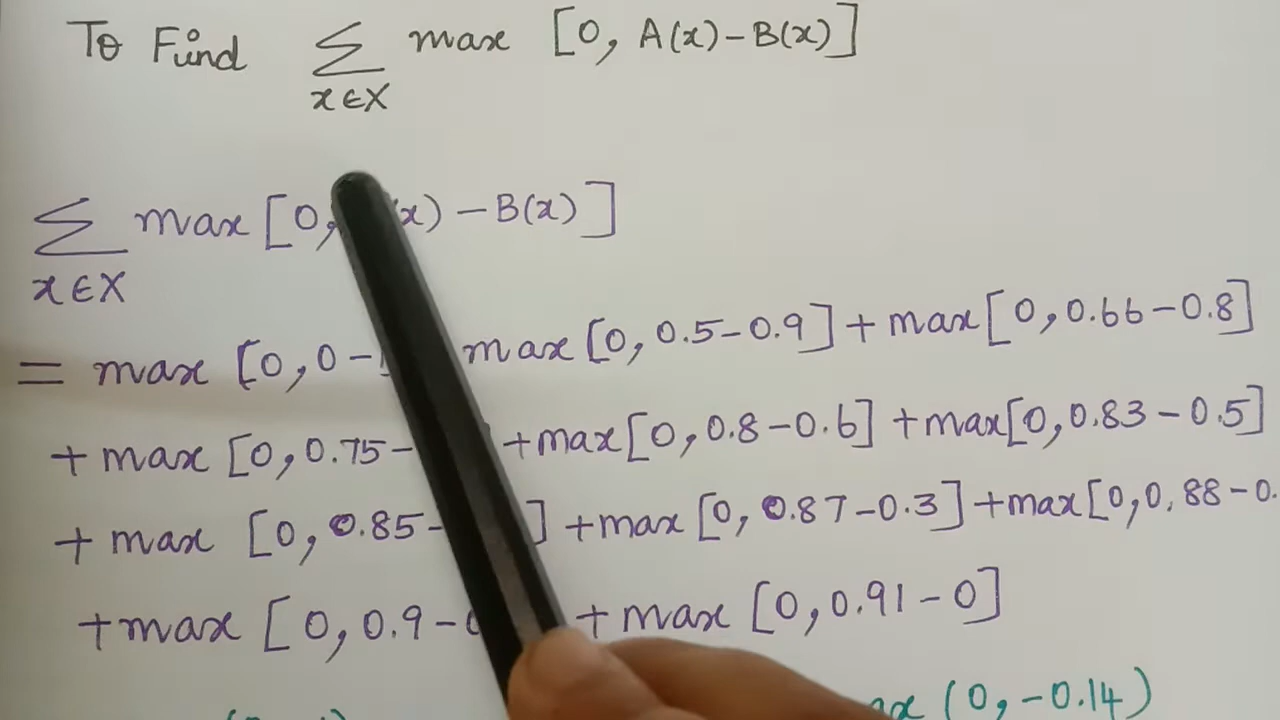 To Find ∑ max [0, A(x)-B(x)]
x∈X
∑ max [0, (x) - B(x)]
x∈X
= max [0, 0 - max [0, 0.5-0.9] + max [0, 0.66-0.8]
+ max [0, 0.75- + max [0, 0.8-0.6] + max [0, 0.83-0.5]
+ max [0, 0.85- ] + max [0, 0.87-0.3] + max [0, 0.88-0.
+ max [0, 0.9- + max [0, 0.91-0]
(0, -0.14)